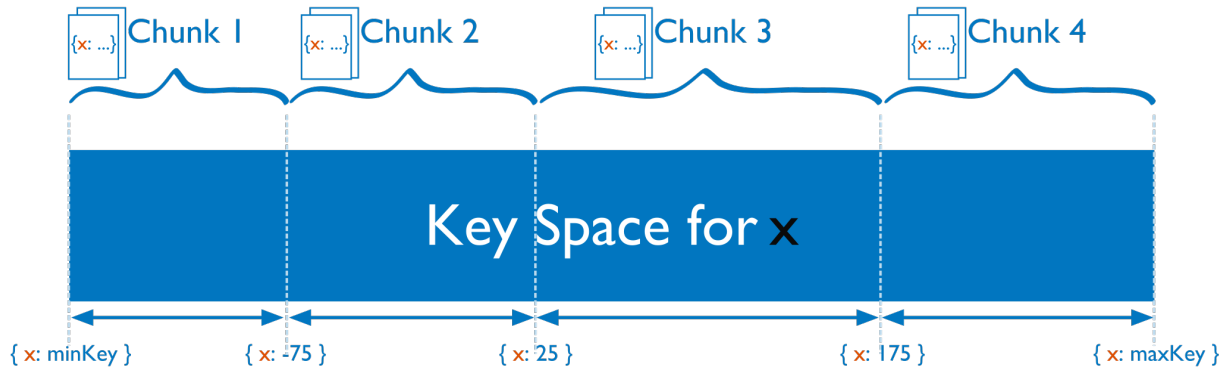 {x: ...} Chunk 1 {x: ...} Chunk 2 {x: ...} Chunk 3 {x: ...} Chunk 4
Key Space for x
{ x: minKey } { x: -75 } { x: 25 } { x: 175 } { x: maxKey }